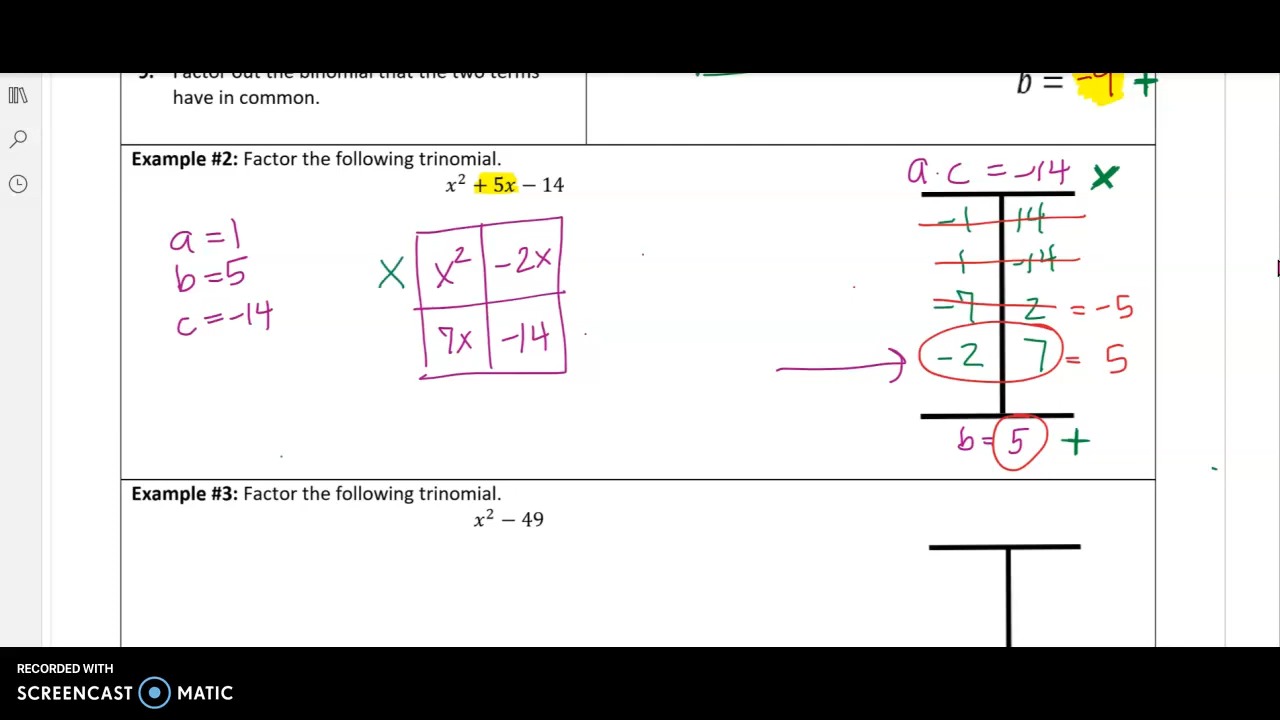 have in common.
b = -9 +
Example #2: Factor the following trinomial.
x² + 5x − 14
a · c = -14 ×
a = 1
b = 5
c = -14
x x² -2x
7x -14
-1 14
1 -14
-7 2 = -5
-2 7 = 5
b = 5 +
Example #3: Factor the following trinomial.
x² − 49
RECORDED WITH
SCREENCAST MATIC